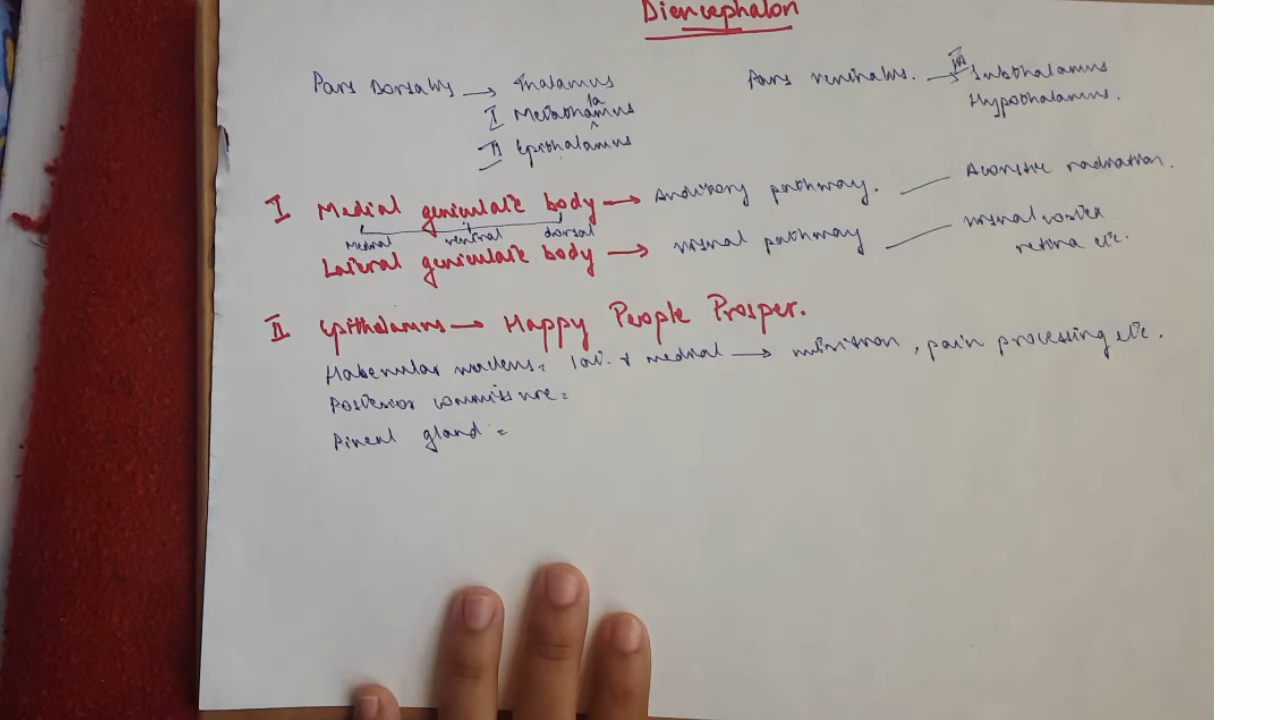 Diencephalon
Pars Dorsalis → Thalamus
I Metathalamus
II Epithalamus
Pars ventralis. → III Subthalamus
Hypothalamus.
I Medial geniculate body → Auditory pathway. — Acoustic radiation.
Medial ventral dorsal
Lateral geniculate body → visual pathway — visual cortex
retina etc.
II Epithalamus → Happy People Prosper.
Habenular nucleus = lat. & medial → nutrition, pain processing etc.
Posterior commissure =
Pineal gland =